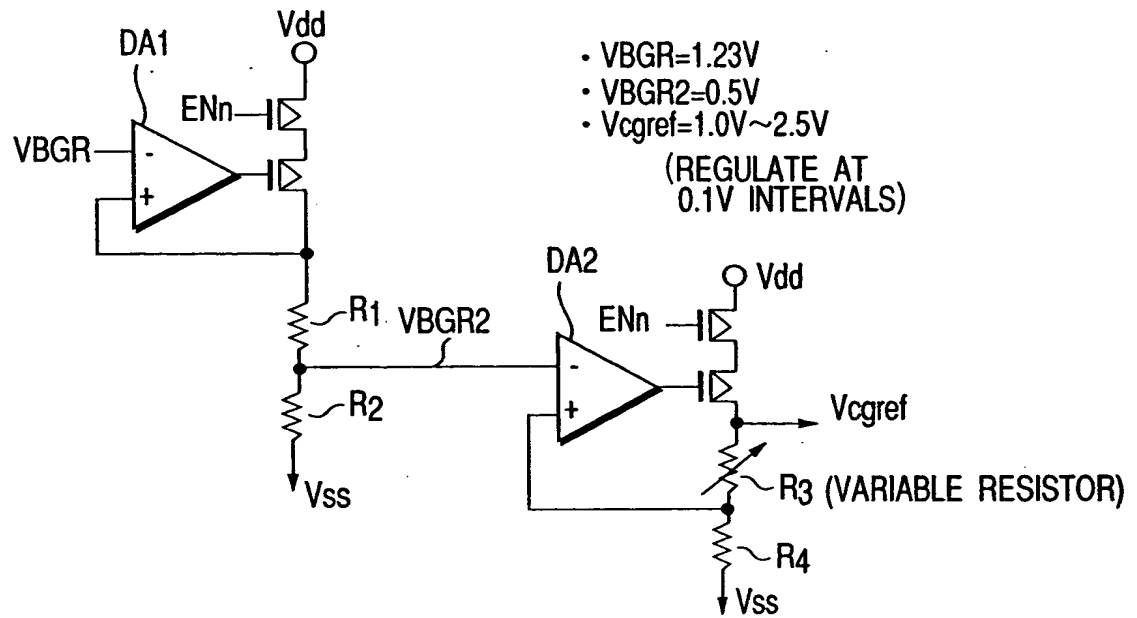 Vdd
DA1
ENn
VBGR
-
+
R1
R2
Vss
VBGR2
• VBGR=1.23V
• VBGR2=0.5V
• Vcgref=1.0V~2.5V
(REGULATE AT
0.1V INTERVALS)
DA2
Vdd
ENn
-
+
Vcgref
R3 (VARIABLE RESISTOR)
R4
Vss